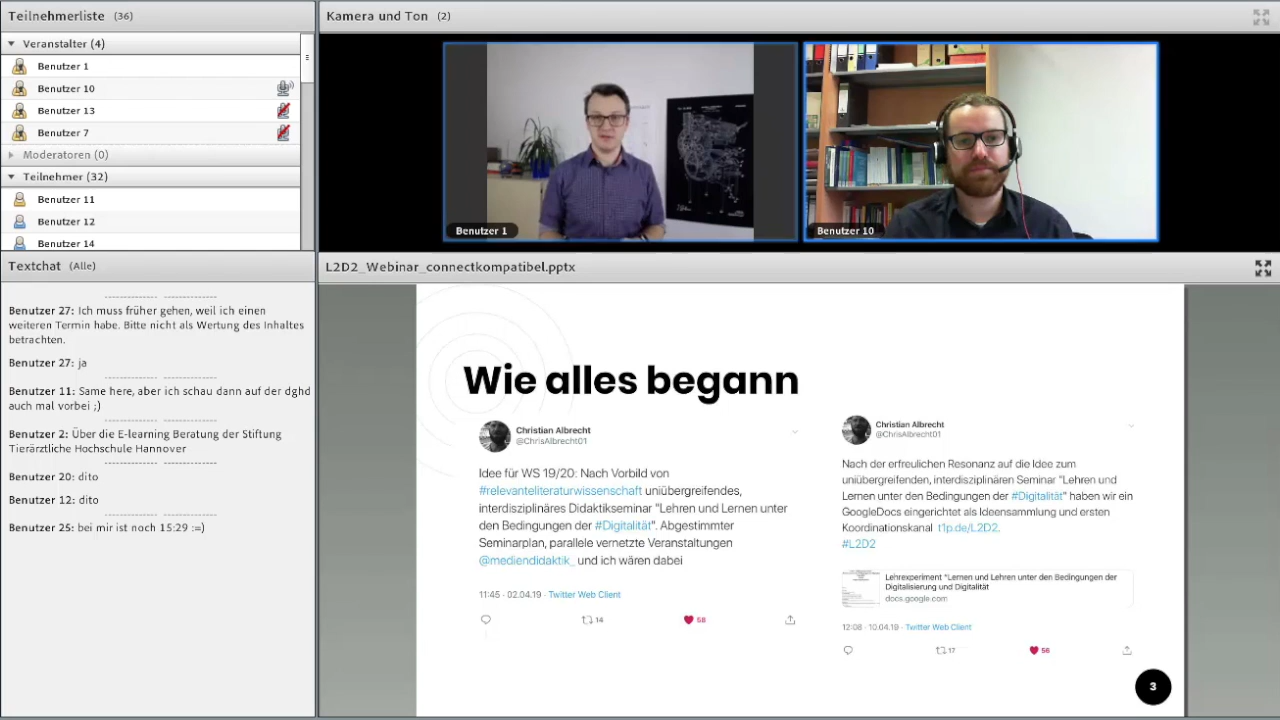 Teilnehmerliste (36)
Veranstalter (4)
Benutzer 1
Benutzer 10
Benutzer 13
Benutzer 7
Moderatoren (0)
Teilnehmer (32)
Benutzer 11
Benutzer 12
Benutzer 14
Textchat (Alle)
Benutzer 27: Ich muss früher gehen, weil ich einen
weiteren Termin habe. Bitte nicht als Wertung des Inhaltes
betrachten.
Benutzer 27: ja
Benutzer 11: Same here, aber ich schau dann auf der dghd
auch mal vorbei ;)
Benutzer 2: Über die E-learning Beratung der Stiftung
Tierärztliche Hochschule Hannover
Benutzer 20: dito
Benutzer 12: dito
Benutzer 25: bei mir ist noch 15:29 :=)
Kamera und Ton (2)
Benutzer 1
Benutzer 10
L2D2_Webinar_connectkompatibel.pptx
Wie alles begann
Christian Albrecht
@ChrisAlbrecht01
Idee für WS 19/20: Nach Vorbild von
#relevanteliteraturwissenschaft uniübergreifendes,
interdisziplinäres Didaktikseminar "Lehren und Lernen unter
den Bedingungen der #Digitalität". Abgestimmter
Seminarplan, parallele vernetzte Veranstaltungen
@mediendidaktik_ und ich wären dabei
11:45 · 02.04.19 · Twitter Web Client
14
58
Christian Albrecht
@ChrisAlbrecht01
Nach der erfreulichen Resonanz auf die Idee zum
uniübergreifenden, interdisziplinären Seminar "Lehren und
Lernen unter den Bedingungen der #Digitalität" haben wir ein
GoogleDocs eingerichtet als Ideensammlung und ersten
Koordinationskanal t1p.de/L2D2.
#L2D2
Lehrexperiment "Lernen und Lehren unter den Bedingungen der
Digitalisierung und Digitalität
docs.google.com
12:08 · 10.04.19 · Twitter Web Client
17
56
3